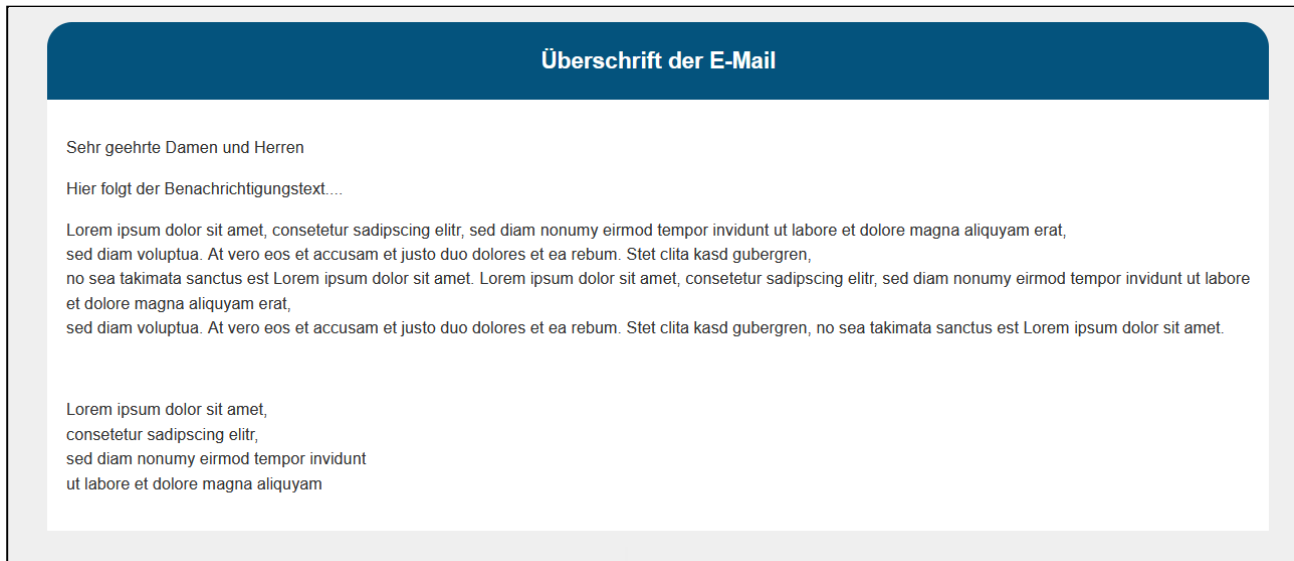 Überschrift der E-Mail
Sehr geehrte Damen und Herren
Hier folgt der Benachrichtigungstext....
Lorem ipsum dolor sit amet, consetetur sadipscing elitr, sed diam nonumy eirmod tempor invidunt ut labore et dolore magna aliquyam erat,
sed diam voluptua. At vero eos et accusam et justo duo dolores et ea rebum. Stet clita kasd gubergren,
no sea takimata sanctus est Lorem ipsum dolor sit amet. Lorem ipsum dolor sit amet, consetetur sadipscing elitr, sed diam nonumy eirmod tempor invidunt ut labore
et dolore magna aliquyam erat,
sed diam voluptua. At vero eos et accusam et justo duo dolores et ea rebum. Stet clita kasd gubergren, no sea takimata sanctus est Lorem ipsum dolor sit amet.
Lorem ipsum dolor sit amet,
consetetur sadipscing elitr,
sed diam nonumy eirmod tempor invidunt
ut labore et dolore magna aliquyam